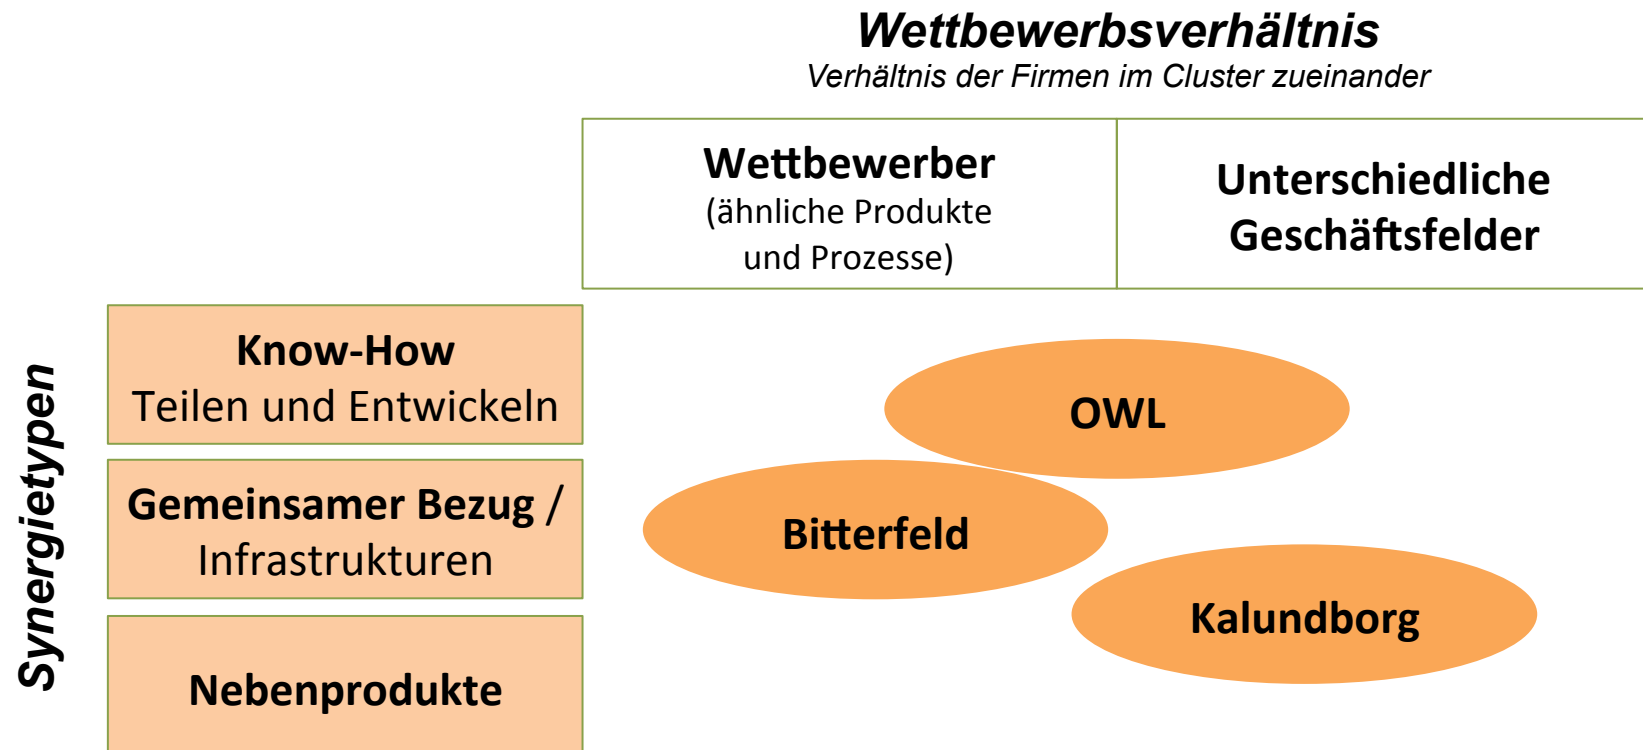 Wettbewerbsverhältnis
Verhältnis der Firmen im Cluster zueinander
Wettbewerber
(ähnliche Produkte
und Prozesse)
Unterschiedliche
Geschäftsfelder
Synergietypen
Know-How
Teilen und Entwickeln
Gemeinsamer Bezug /
Infrastrukturen
Nebenprodukte
OWL
Bitterfeld
Kalundborg